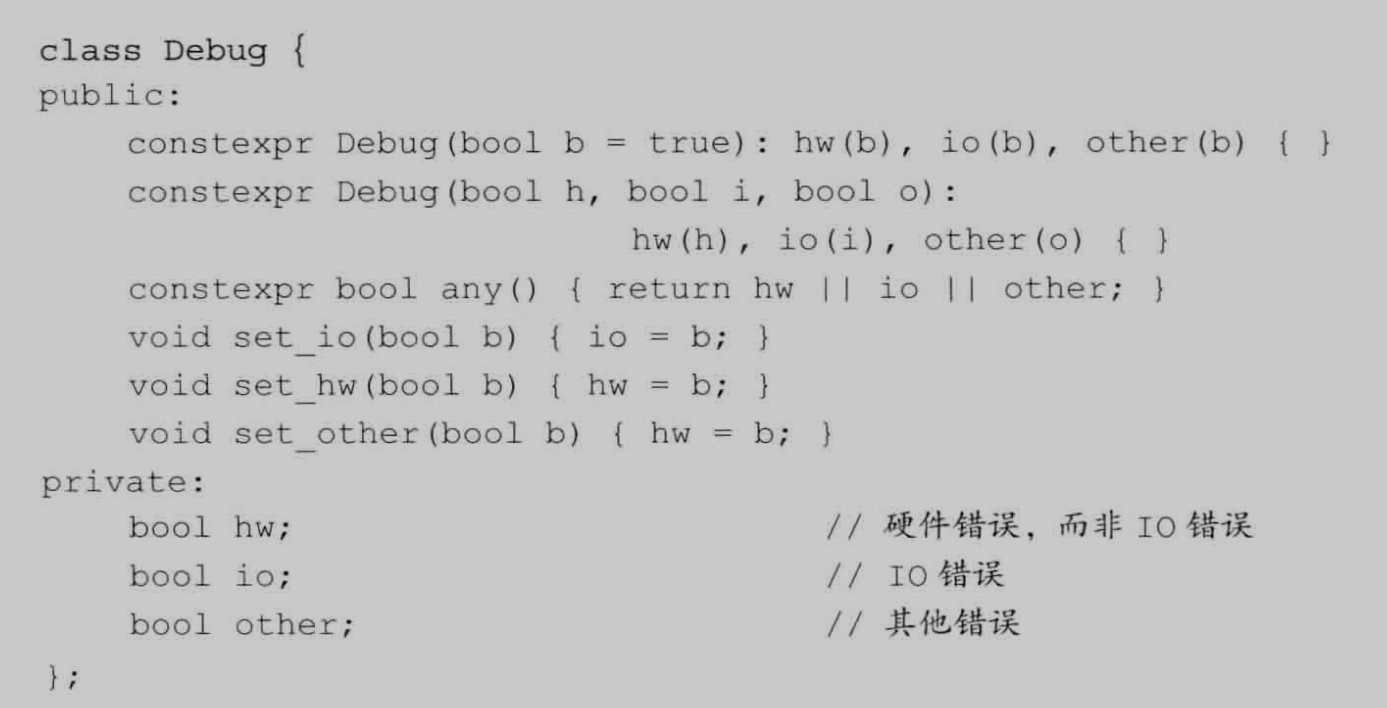 class Debug {
public:
    constexpr Debug(bool b = true): hw(b), io(b), other(b) { }
    constexpr Debug(bool h, bool i, bool o):
                            hw(h), io(i), other(o) { }
    constexpr bool any() { return hw || io || other; }
    void set_io(bool b) { io = b; }
    void set_hw(bool b) { hw = b; }
    void set_other(bool b) { hw = b; }
private:
    bool hw;                              // 硬件错误，而非 IO 错误
    bool io;                              // IO 错误
    bool other;                           // 其他错误
};